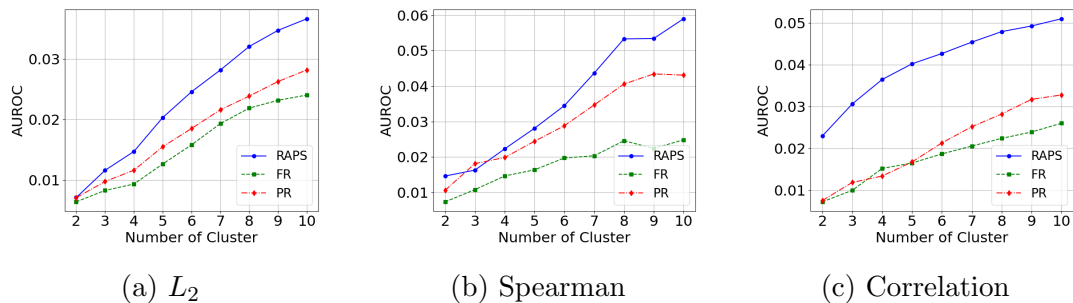 AUROC
0.03
0.02
0.01
2 3 4 5 6 7 8 9 10
Number of Cluster
RAPS
FR
PR
(a) L2
AUROC
0.06
0.05
0.04
0.03
0.02
0.01
2 3 4 5 6 7 8 9 10
Number of Cluster
RAPS
FR
PR
(b) Spearman
AUROC
0.05
0.04
0.03
0.02
0.01
2 3 4 5 6 7 8 9 10
Number of Cluster
RAPS
FR
PR
(c) Correlation